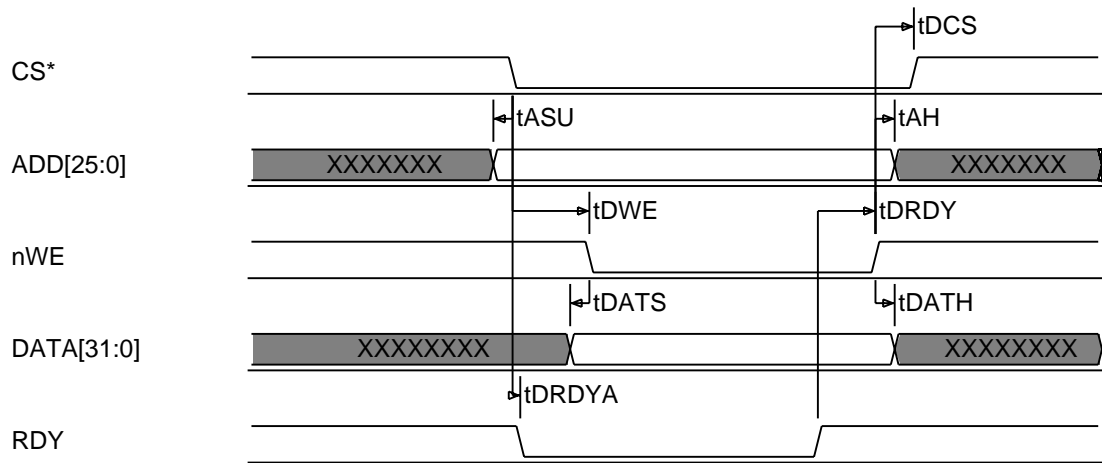 tDCS
CS*
tASU
tAH
ADD[25:0]
XXXXXXX
XXXXXXX
tDWE
tDRDY
nWE
tDATS
tDATH
DATA[31:0]
XXXXXXXX
XXXXXXXX
tDRDYA
RDY